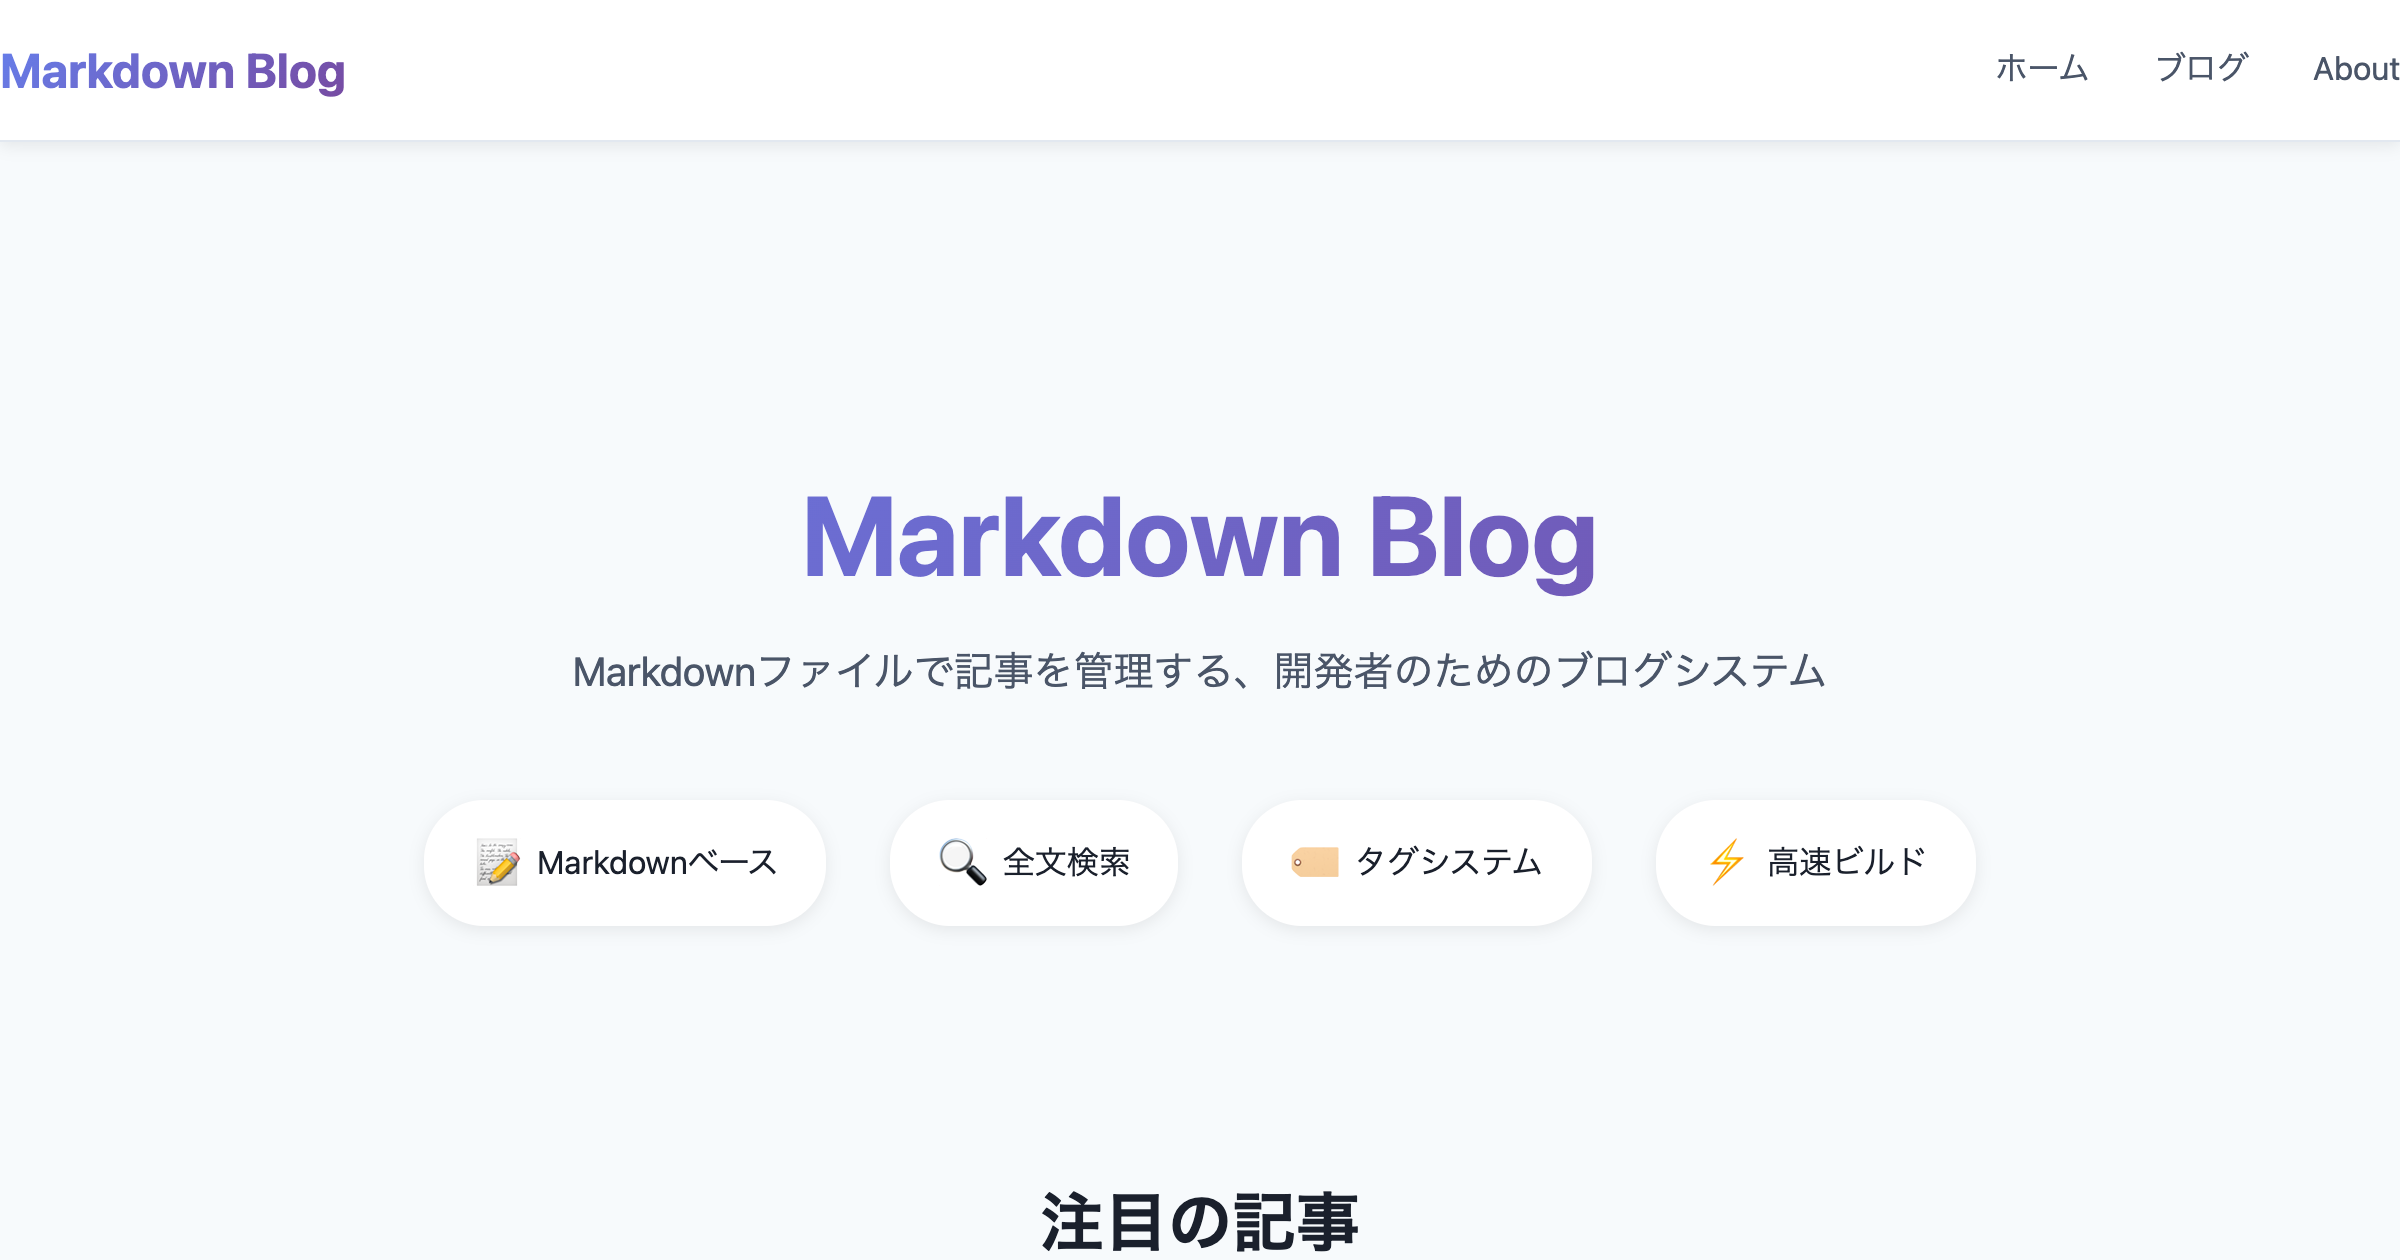 Markdown Blog
ホーム ブログ About
Markdown Blog
Markdownファイルで記事を管理する、開発者のためのブログシステム
Markdownベース
全文検索
タグシステム
高速ビルド
注目の記事